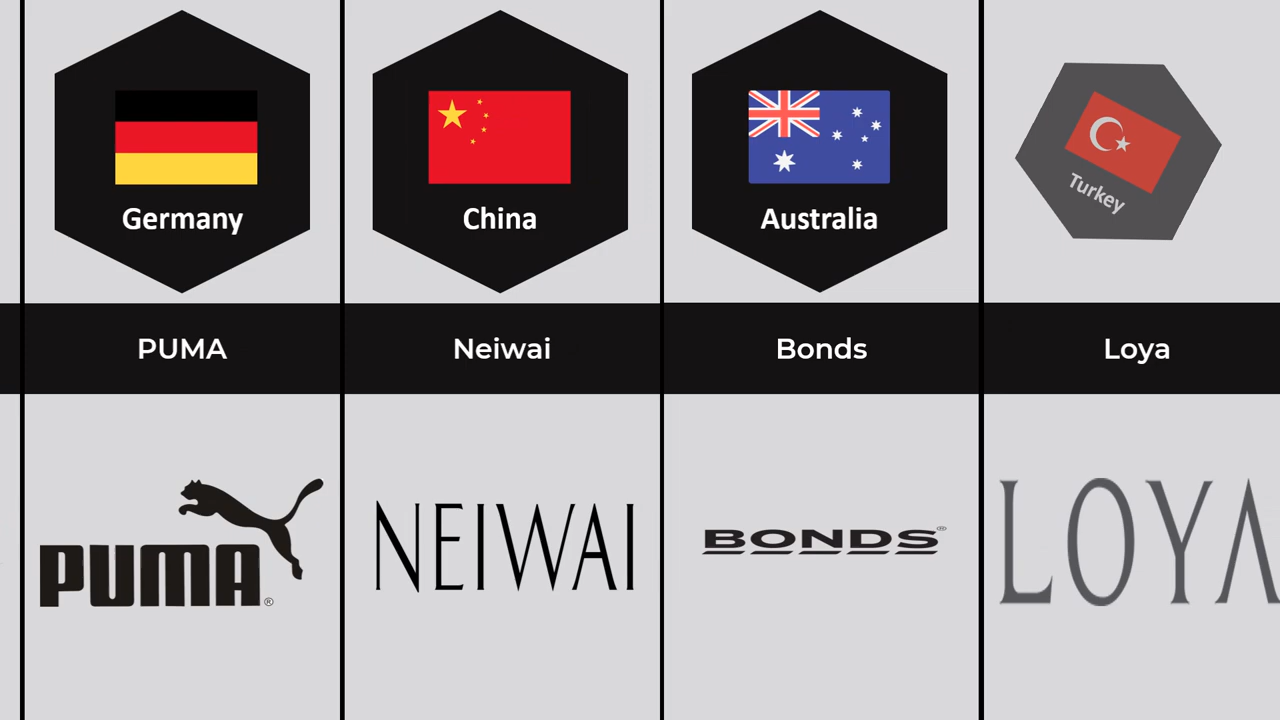 Germany
China
Australia
Turkey
PUMA
Neiwai
Bonds
Loya
PUMA®
NEIWAI
BONDS®
LOYA